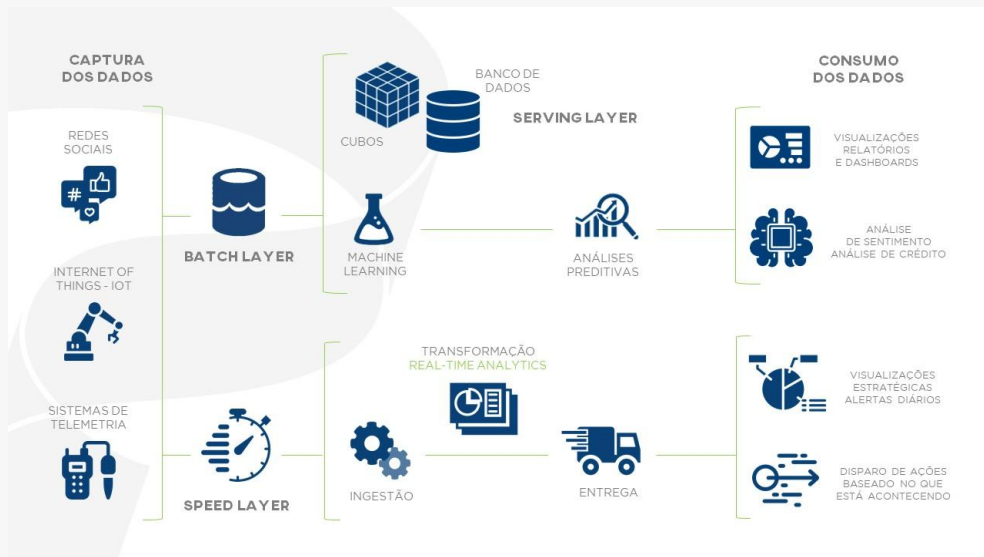 CAPTURA
DOS DADOS
REDES
SOCIAIS
#
INTERNET OF
THINGS - IOT
SISTEMAS DE
TELEMETRIA
BATCH LAYER
SPEED LAYER
BANCO DE
DADOS
CUBOS
SERVING LAYER
MACHINE
LEARNING
ANÁLISES
PREDITIVAS
TRANSFORMAÇÃO
REAL-TIME ANALYTICS
INGESTÃO
ENTREGA
CONSUMO
DOS DADOS
VISUALIZAÇÕES
RELATÓRIOS
E DASHBOARDS
ANÁLISE
DE SENTIMENTO
ANÁLISE DE CRÉDITO
VISUALIZAÇÕES
ESTRATÉGICAS
ALERTAS DIÁRIOS
DISPARO DE AÇÕES
BASEADO NO QUE
ESTÁ ACONTECENDO